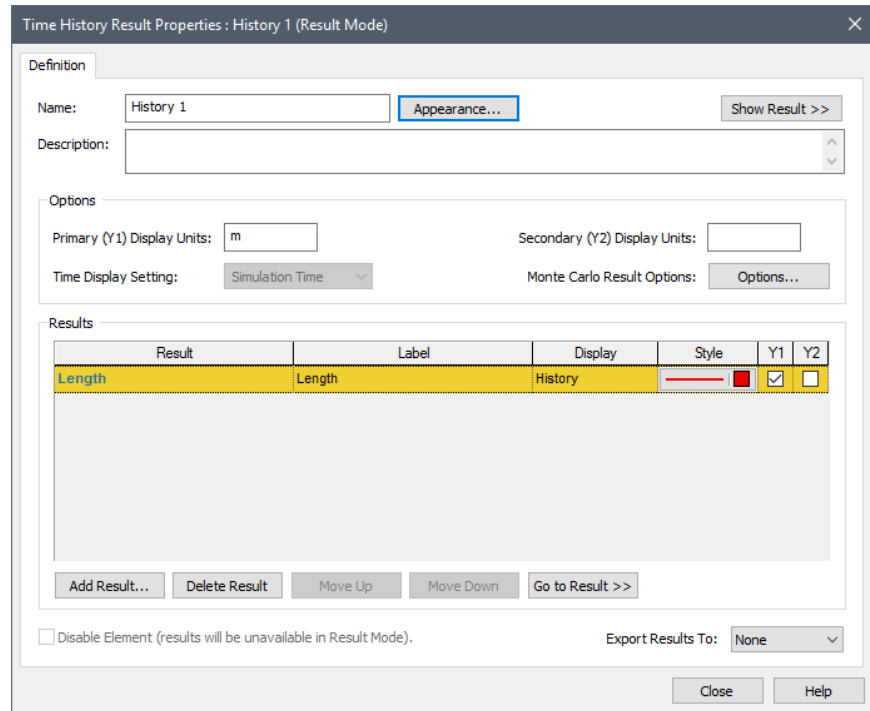 Time History Result Properties : History 1 (Result Mode)
Definition
Name: History 1 Appearance... Show Result >>
Description:
Options
Primary (Y1) Display Units: m Secondary (Y2) Display Units:
Time Display Setting: Simulation Time Monte Carlo Result Options: Options...
Results
Result Label Display Style Y1 Y2
Length Length History
Add Result... Delete Result Move Up Move Down Go to Result >>
Disable Element (results will be unavailable in Result Mode). Export Results To: None
Close Help